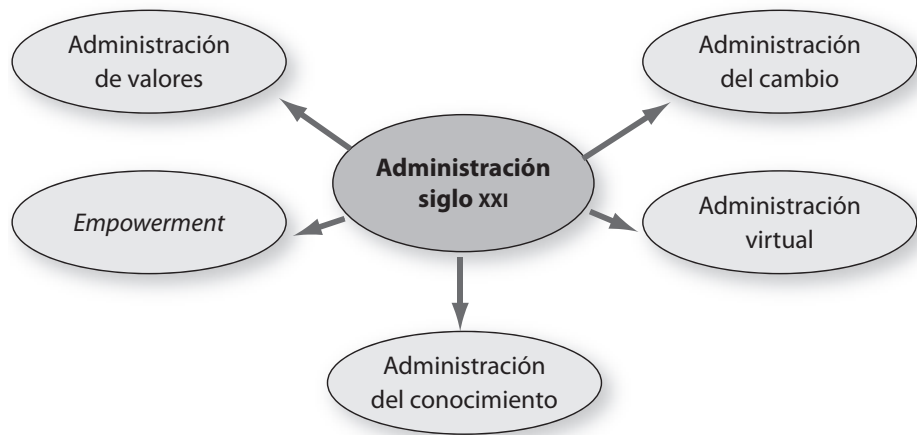 Administración
de valores
Administración
del cambio
Administración
siglo XXI
Empowerment
Administración
virtual
Administración
del conocimiento